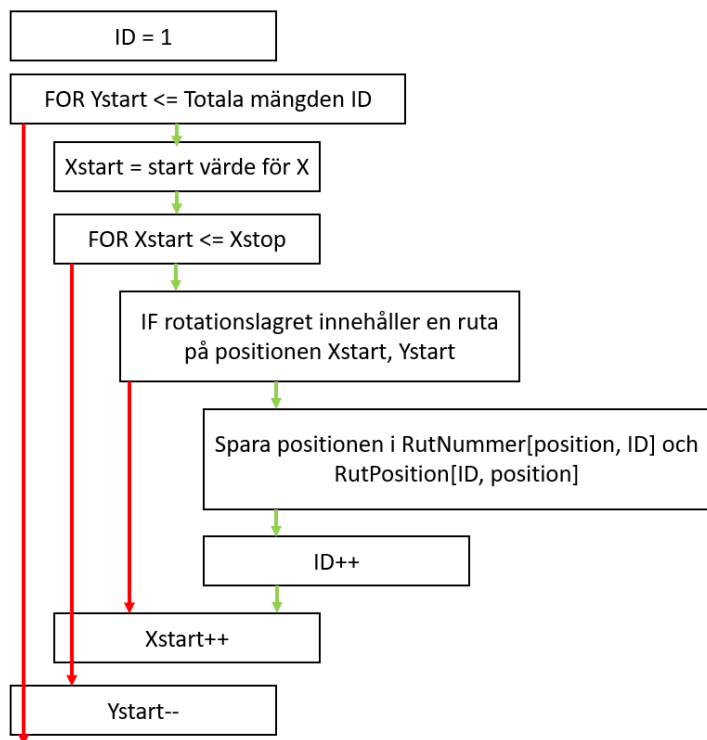 ID = 1
FOR Ystart <= Totala mängden ID
Xstart = start värde för X
FOR Xstart <= Xstop
IF rotationslagret innehåller en ruta
på positionen Xstart, Ystart
Spara positionen i RutNummer[position, ID] och
RutPosition[ID, position]
ID++
Xstart++
Ystart--